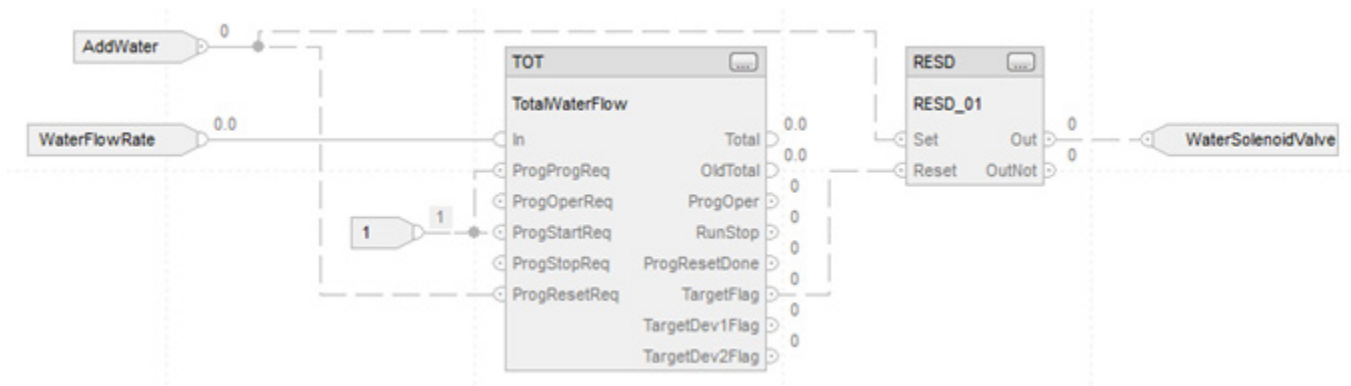 AddWater 0
TOT ...
RESD ...
TotalWaterFlow
RESD_01
WaterFlowRate 0.0
In Total 0.0
Set Out 0
WaterSolenoidValve
ProgProgReq OldTotal 0.0
Reset OutNot 0
ProgOperReq ProgOper 0
1 1
ProgStartReq RunStop 0
ProgStopReq ProgResetDone 0
ProgResetReq TargetFlag 0
TargetDev1Flag 0
TargetDev2Flag 0